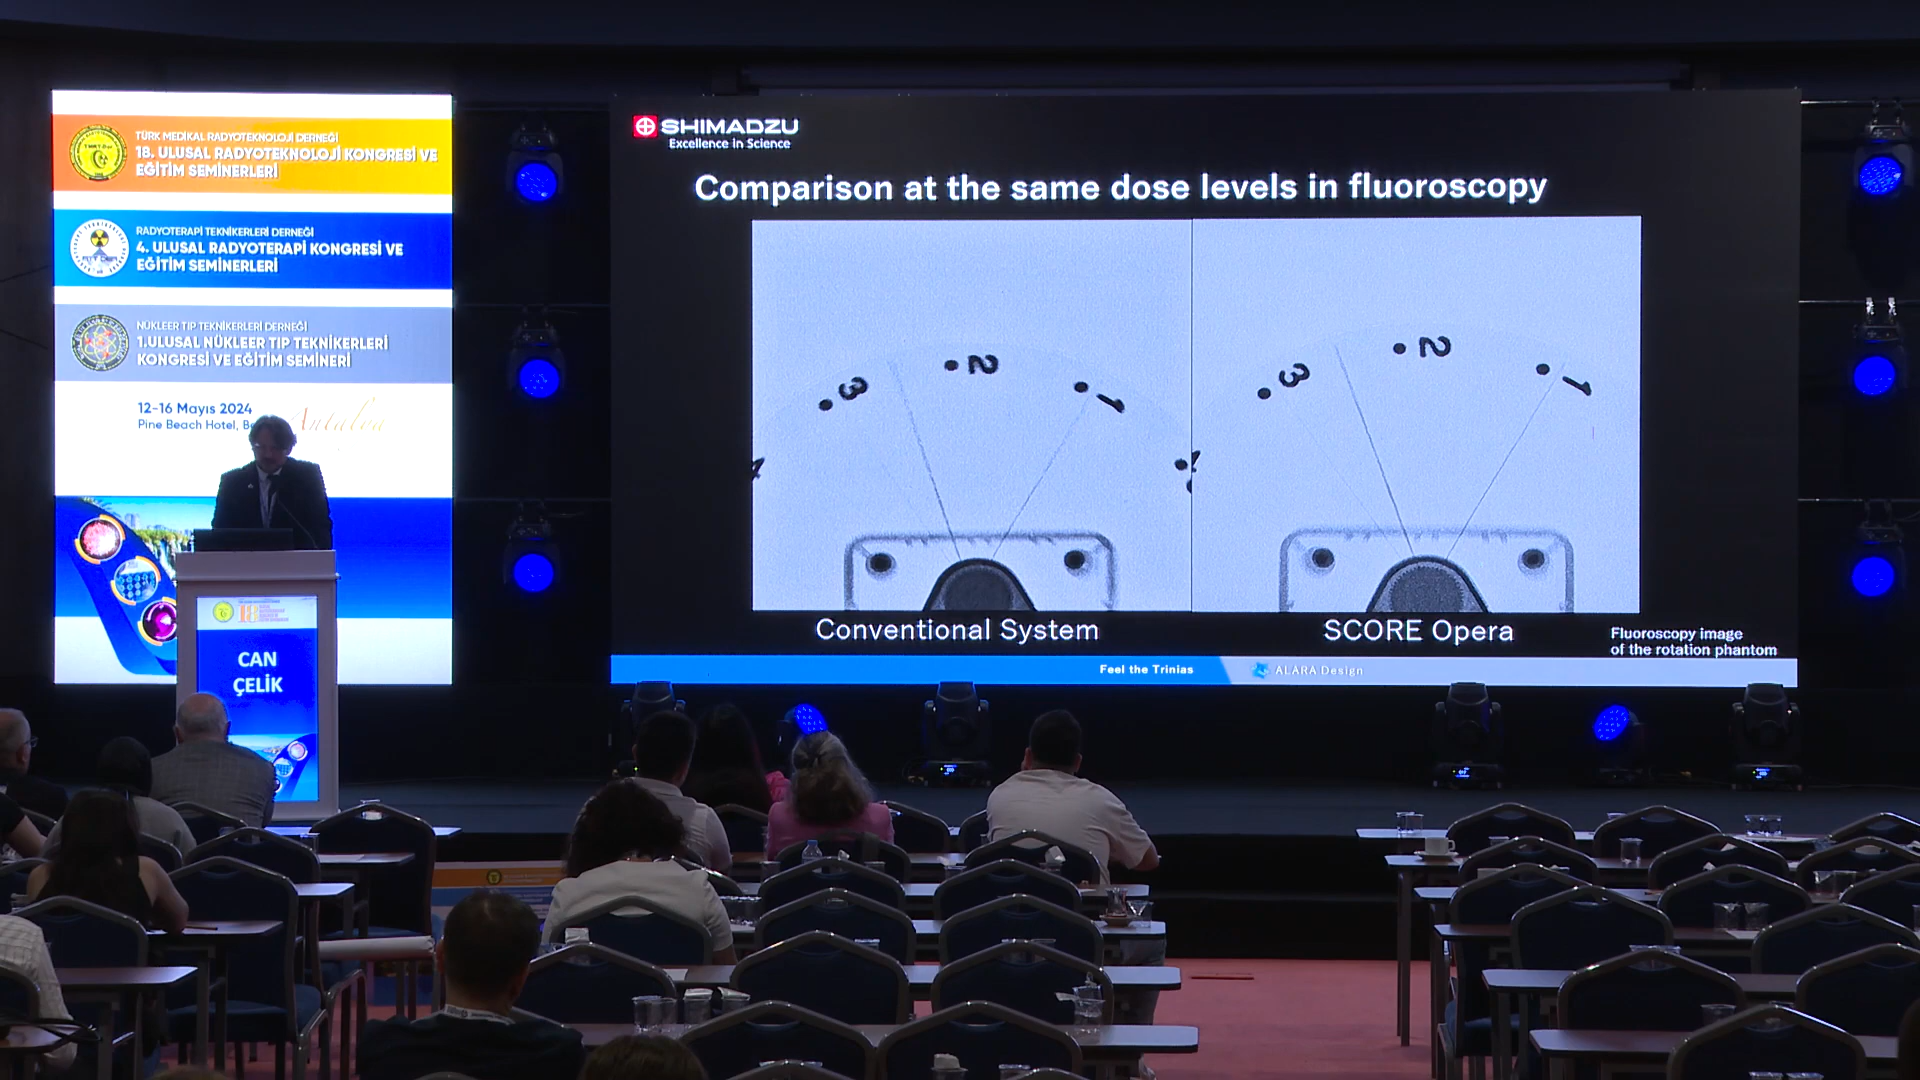 TÜRK MEDİKAL RADYOTEKNOLOJİ DERNEĞİ
18. ULUSAL RADYOTEKNOLOJİ KONGRESİ VE
EĞİTİM SEMİNERLERİ
RADYOTERAPİ TEKNİKERLERİ DERNEĞİ
4. ULUSAL RADYOTERAPİ KONGRESİ VE
EĞİTİM SEMİNERLERİ
NÜKLEER TIP TEKNİKERLERİ DERNEĞİ
1.ULUSAL NÜKLEER TIP TEKNİKERLERİ
KONGRESİ VE EĞİTİM SEMİNERİ
12-16 Mayıs 2024
Pine Beach Hotel,
Antalya
18
CAN
ÇELİK
SHIMADZU
Excellence in Science
Comparison at the same dose levels in fluoroscopy
3 2 1
4
3 2 1
Conventional System
SCORE Opera
Fluoroscopy image
of the rotation phantom
Feel the Trinias
ALARA Design